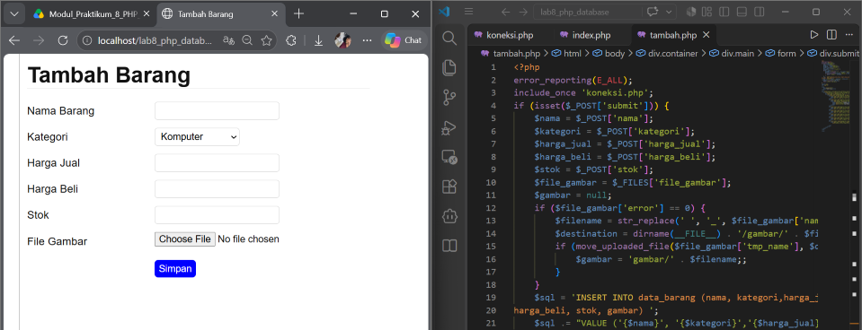 Modul_Praktikum_8_PHP
Tambah Barang
localhost/lab8_php_datab...
Chat
Tambah Barang
Nama Barang
Kategori
Komputer
Harga Jual
Harga Beli
Stok
File Gambar
Choose File No file chosen
Simpan
lab8_php_database
koneksi.php
index.php
tambah.php
tambah.php > html > body > div.container > div.main > form > div.submit
1 <?php
2 error_reporting(E_ALL);
3 include_once 'koneksi.php';
4 if (isset($_POST['submit'])) {
5 $nama = $_POST['nama'];
6 $kategori = $_POST['kategori'];
7 $harga_jual = $_POST['harga_jual'];
8 $harga_beli = $_POST['harga_beli'];
9 $stok = $_POST['stok'];
10 $file_gambar = $_FILES['file_gambar'];
11 $gambar = null;
12 if ($file_gambar['error'] == 0) {
13 $filename = str_replace(' ', '_', $file_gambar['nam
14 $destination = dirname(__FILE__) . '/gambar/' . $fi
15 if (move_uploaded_file($file_gambar['tmp_name'], $d
16 $gambar = 'gambar/' . $filename;;
17 }
18 }
19 $sql = 'INSERT INTO data_barang (nama, kategori,harga_j
20 harga_beli, stok, gambar) ';
21 $sql .= "VALUE ('{$nama}', '{$kategori}','{$harga_jual}